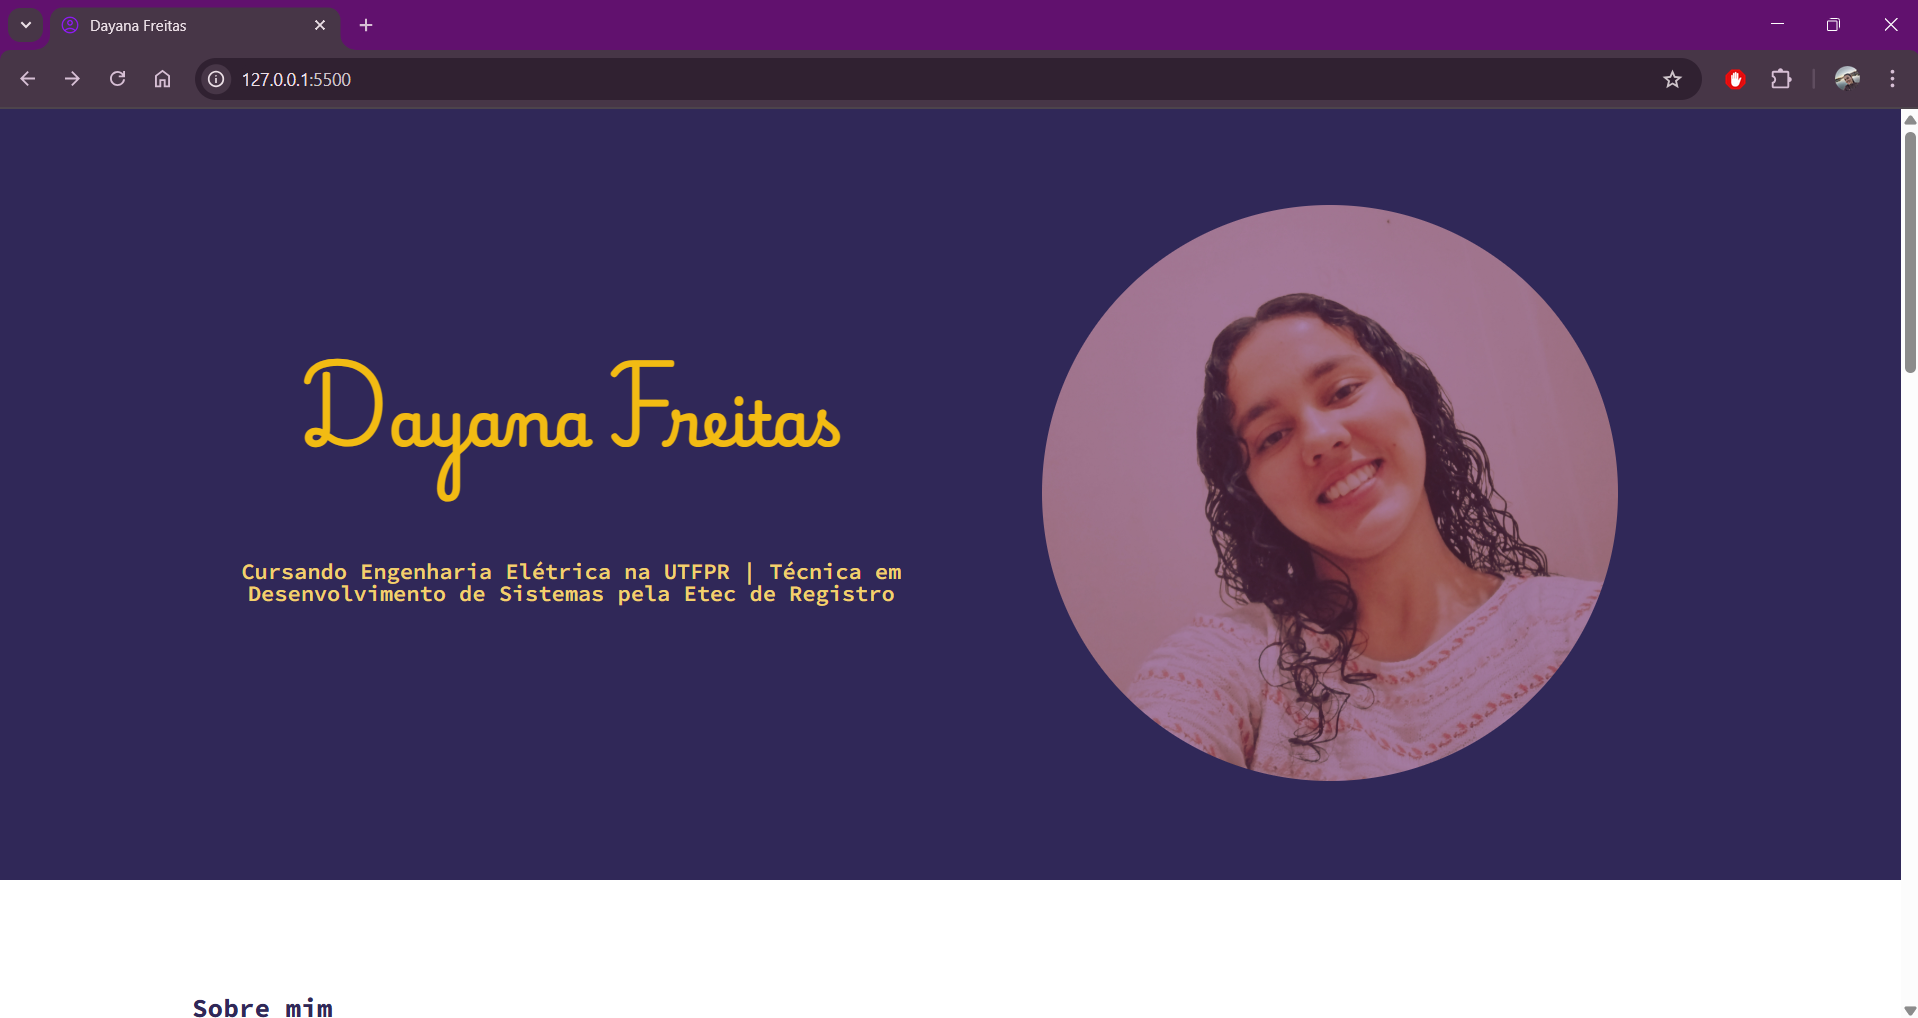 Dayana Freitas
127.0.0.1:5500
Dayana Freitas
Cursando Engenharia Elétrica na UTFPR | Técnica em
Desenvolvimento de Sistemas pela Etec de Registro
Sobre mim